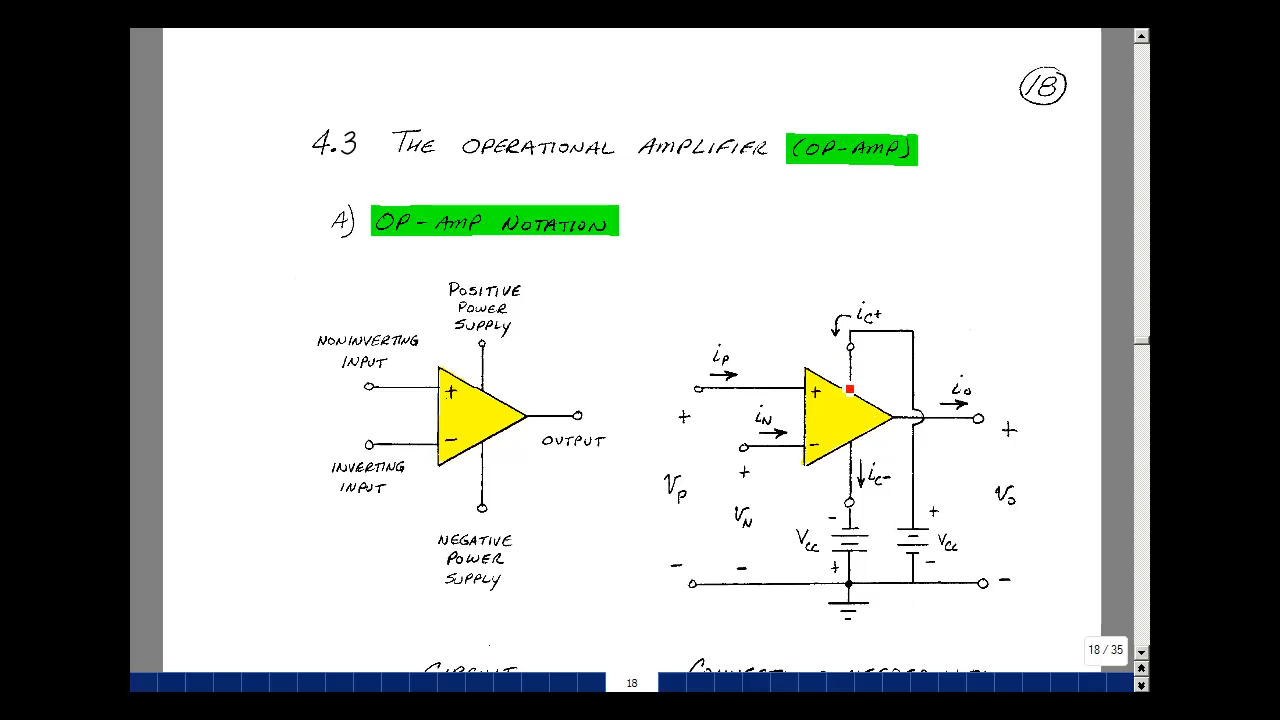 18
4.3 THE OPERATIONAL AMPLIFIER (OP-AMP)
A) OP-AMP NOTATION
POSITIVE
POWER
SUPPLY
NONINVERTING
INPUT
+
-
OUTPUT
INVERTING
INPUT
NEGATIVE
POWER
SUPPLY
iC+
iP
+
iO
+
iN
-
+
+
iC-
VP
VN
VO
-
+
VCC
VCC
+
-
-
-
-
18 / 35
18